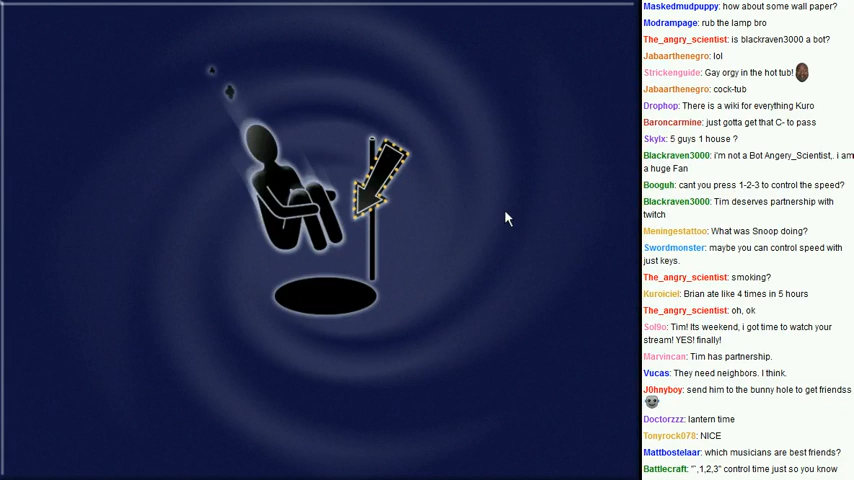 Maskedmudpuppy: how about some wall paper?
Modrampage: rub the lamp bro
The_angry_scientist: is blackraven3000 a bot?
Jabaarthenegro: lol
Strickenguide: Gay orgy in the hot tub!
Jabaarthenegro: cock-tub
Drophop: There is a wiki for everything Kuro
Baroncarmine: just gotta get that C- to pass
Skylx: 5 guys 1 house ?
Blackraven3000: i'm not a Bot Angery_Scientist,. i am
a huge Fan
Booguh: cant you press 1-2-3 to control the speed?
Blackraven3000: Tim deserves partnership with
twitch
Meningestattoo: What was Snoop doing?
Swordmonster: maybe you can control speed with
just keys.
The_angry_scientist: smoking?
Kuroiciel: Brian ate like 4 times in 5 hours
The_angry_scientist: oh, ok
Sol9o: Tim! Its weekend, i got time to watch your
stream! YES! finally!
Marvincan: Tim has partnership.
Vucas: They need neighbors. I think.
J0hnyboy: send him to the bunny hole to get friendss
Doctorzzz: lantern time
Tonyrock078: NICE
Mattbostelaar: which musicians are best friends?
Battlecraft: "`,1,2,3" control time just so you know